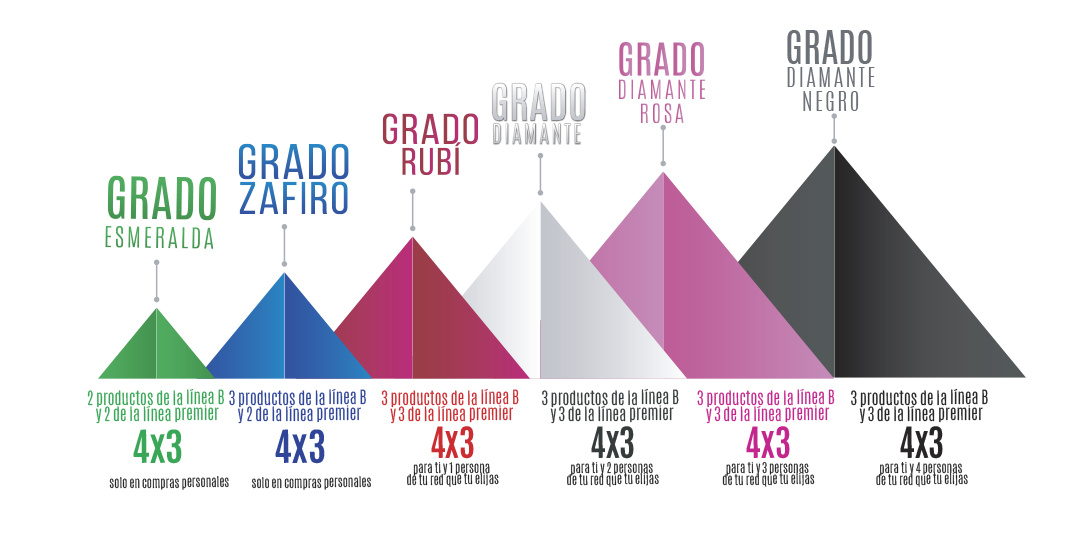 GRADO
ESMERALDA
GRADO
ZAFIRO
GRADO
RUBÍ
GRADO
DIAMANTE
GRADO
DIAMANTE
ROSA
GRADO
DIAMANTE
NEGRO
2 productos de la línea B
y 2 de la línea premier
4x3
solo en compras personales
3 productos de la línea B
y 2 de la línea premier
4x3
solo en compras personales
3 productos de la línea B
y 3 de la línea premier
4x3
para ti y 1 persona
de tu red que tu elijas
3 productos de la línea B
y 3 de la línea premier
4x3
para ti y 2 personas
de tu red que tu elijas
3 productos de la línea B
y 3 de la línea premier
4x3
para ti y 3 personas
de tu red que tu elijas
3 productos de la línea B
y 3 de la línea premier
4x3
para ti y 4 personas
de tu red que tu elijas